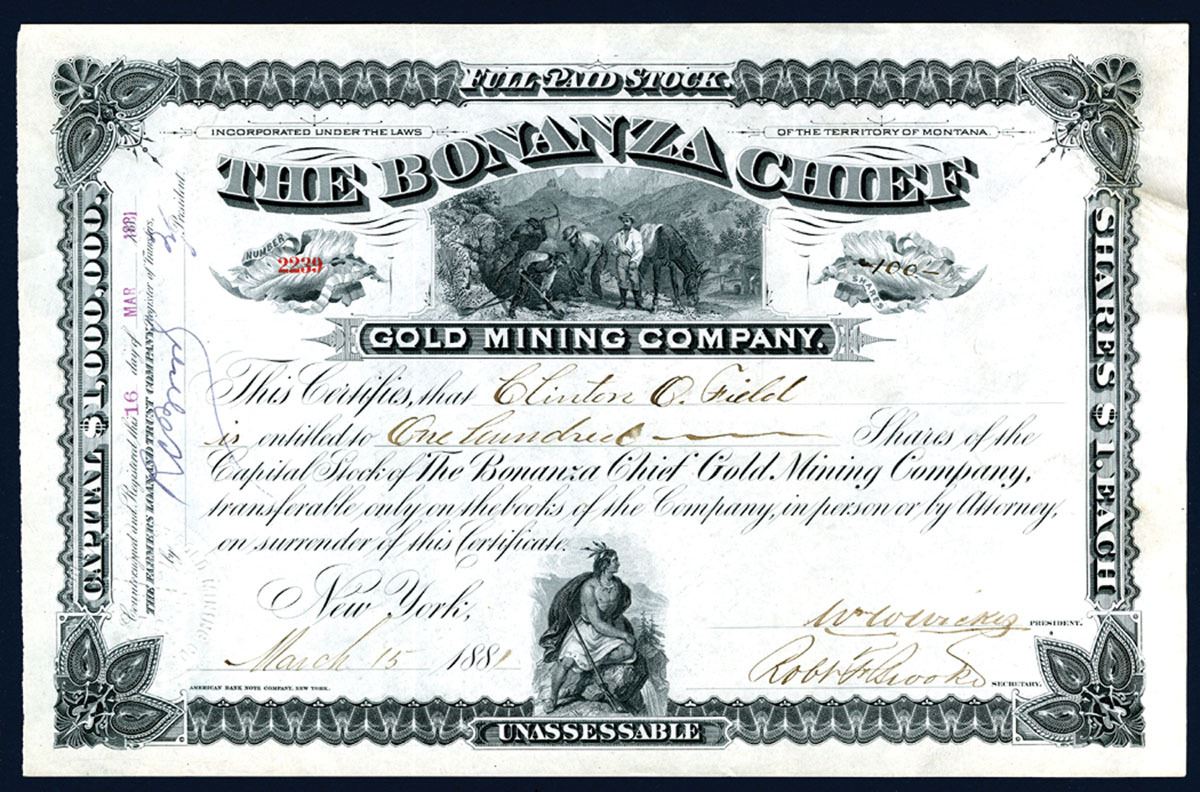 FULL PAID STOCK.
INCORPORATED UNDER THE LAWS
OF THE TERRITORY OF MONTANA.
THE BONANZA CHIEF
NUMBER
2239
-100-
SHARES
GOLD MINING COMPANY.
This Certifies, that Clinton O. Field
is entitled to One hundred Shares of the
Capital Stock of The Bonanza Chief Gold Mining Company,
transferable only on the books of the Company, in person or by Attorney,
on surrender of this Certificate.
New York,
March 15 1881
PRESIDENT.
SECRETARY.
AMERICAN BANK NOTE COMPANY, NEW YORK.
UNASSESSABLE
CAPITAL $1,000,000.
Countersigned and Registered this 16 day of MAR 1881
THE FARMERS LOAN AND TRUST COMPANY, Register of Transfers,
by President
SHARES $1. EACH